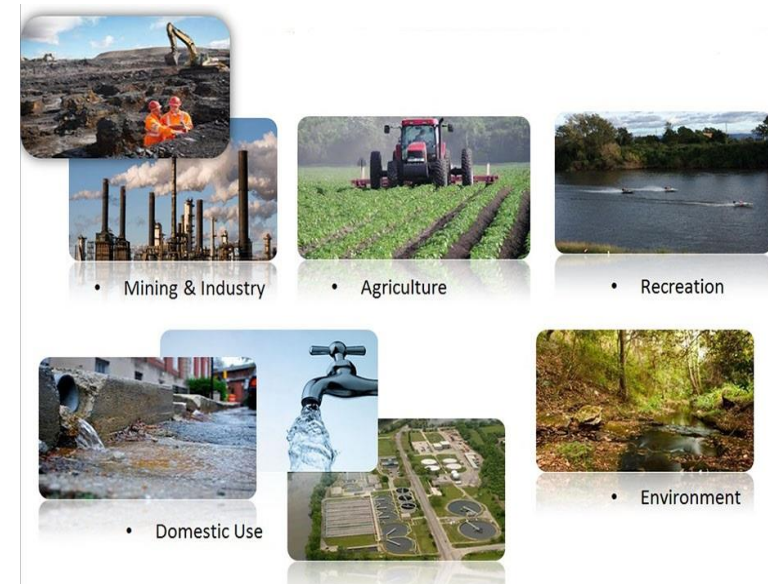 • Mining & Industry
• Agriculture
• Recreation
• Domestic Use
• Environment